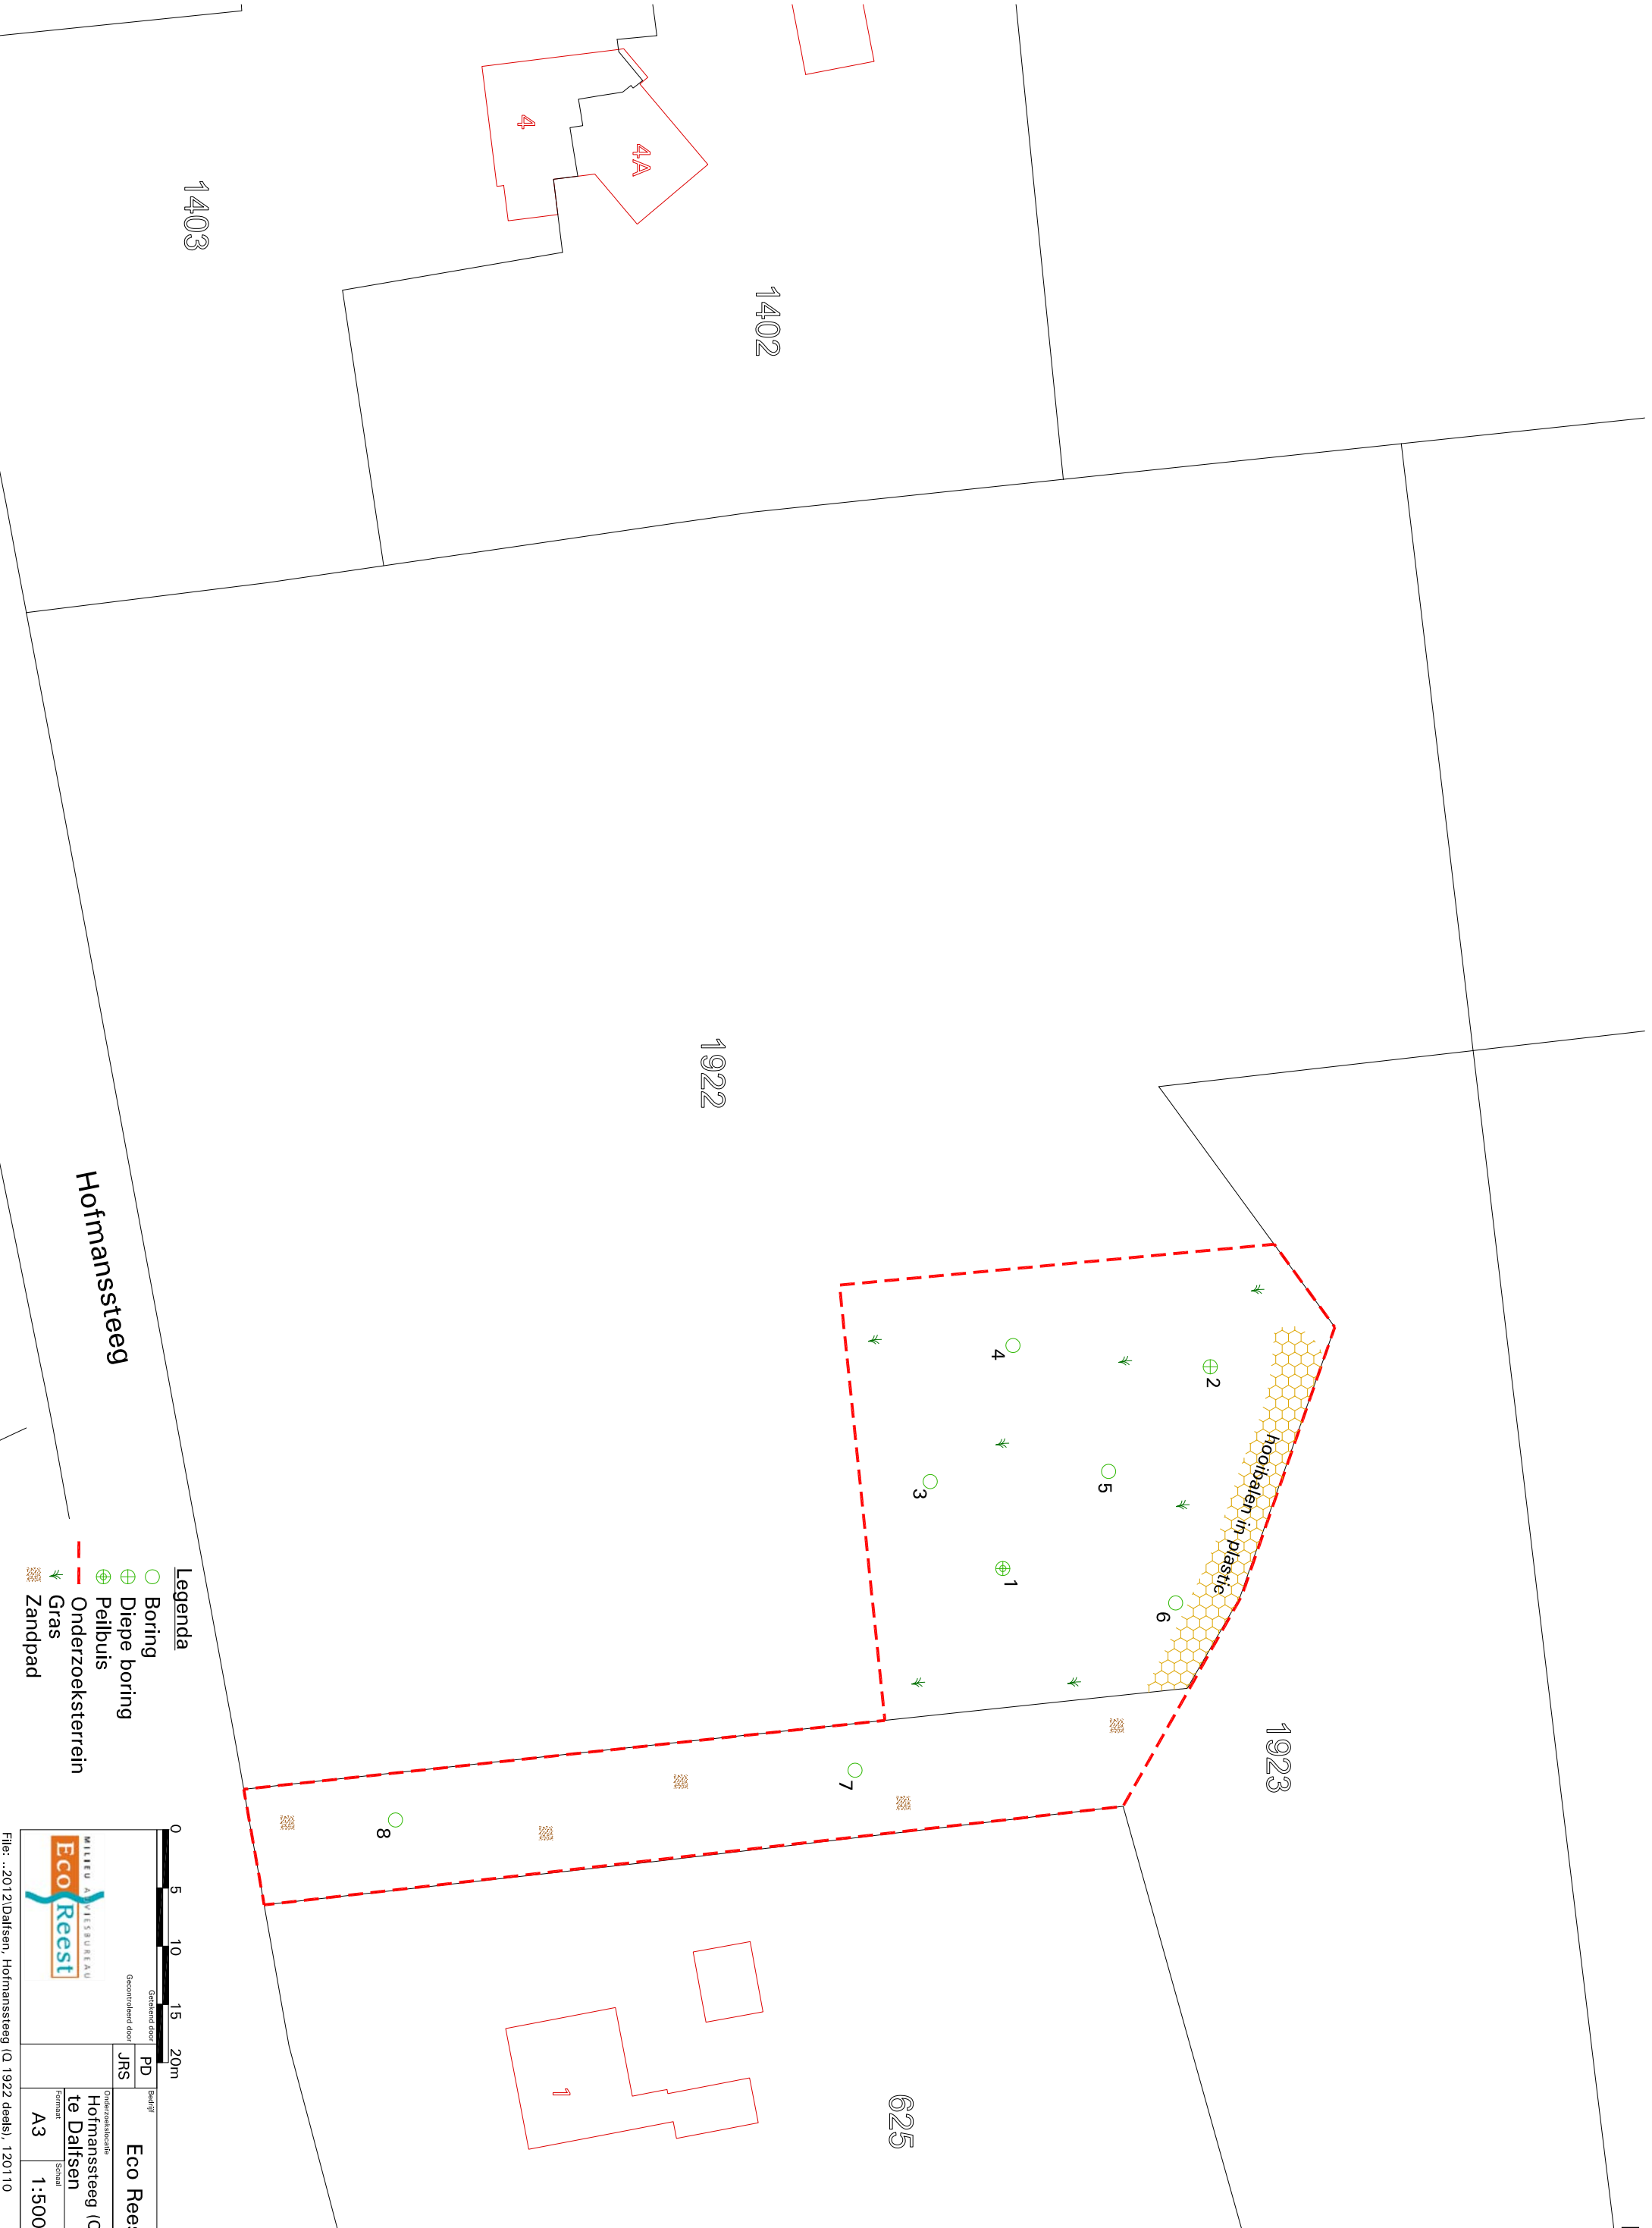 4
4A
1403
1402
1922
Hofmanssteeg
4
2
hooibalen in plastic
5
3
1
6
1923
7
8
625
1
Legenda
Boring
Diepe boring
Peilbuis
Onderzoeksterrein
Gras
Zandpad
0 5 10 15 20m
MILIEU ADVIESBUREAU
Eco Reest
Getekend door PD
Gecontroleerd door JRS
Bedrijf
Eco Rees
Onderzoekslocatie
Hofmanssteeg (
te Dalfsen
Formaat
A3
Schaal
1:500
File: ..2012\Dalfsen, Hofmanssteeg (Q 1922 deels), 120110